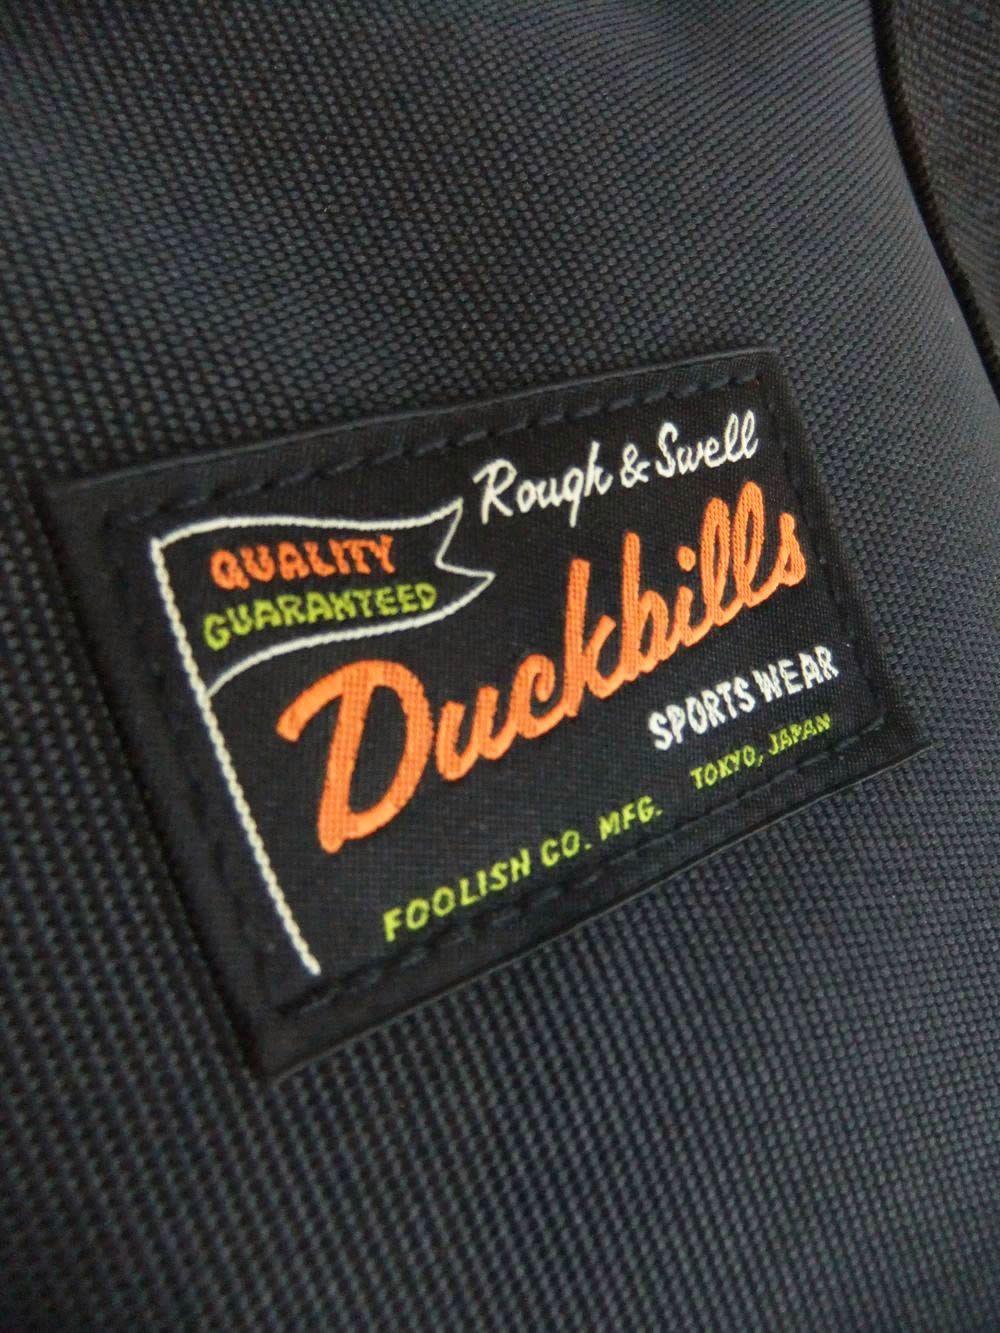 Rough & Swell
QUALITY
GUARANTEED
Duckbills
SPORTS WEAR
FOOLISH CO. MFG. TOKYO, JAPAN